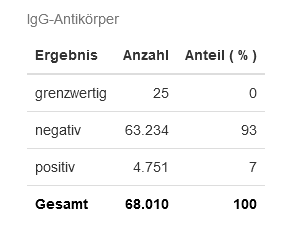 IgG-Antikörper
Ergebnis Anzahl Anteil ( % )
grenzwertig 25 0
negativ 63.234 93
positiv 4.751 7
Gesamt 68.010 100